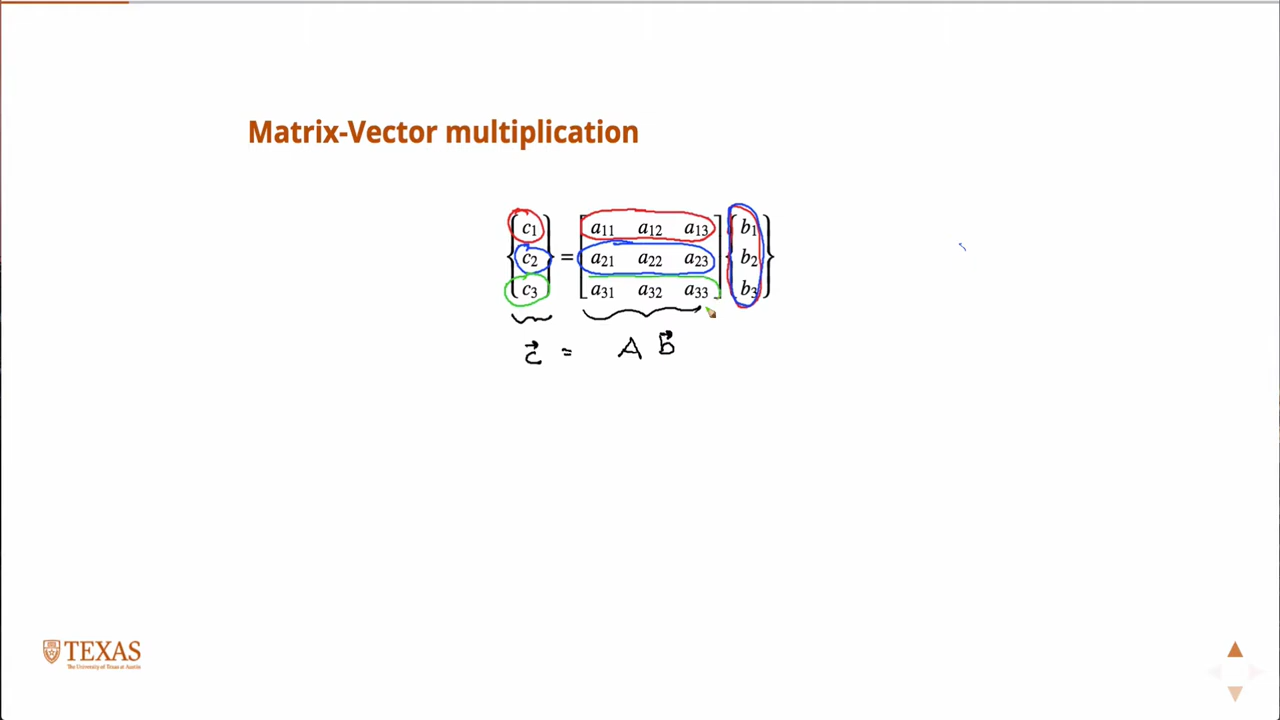 Matrix-Vector multiplication
c₁ a₁₁ a₁₂ a₁₃ b₁
c₂ = a₂₁ a₂₂ a₂₃ b₂
c₃ a₃₁ a₃₂ a₃₃ b₃
c⃗ = A b⃗
TEXAS
The University of Texas at Austin